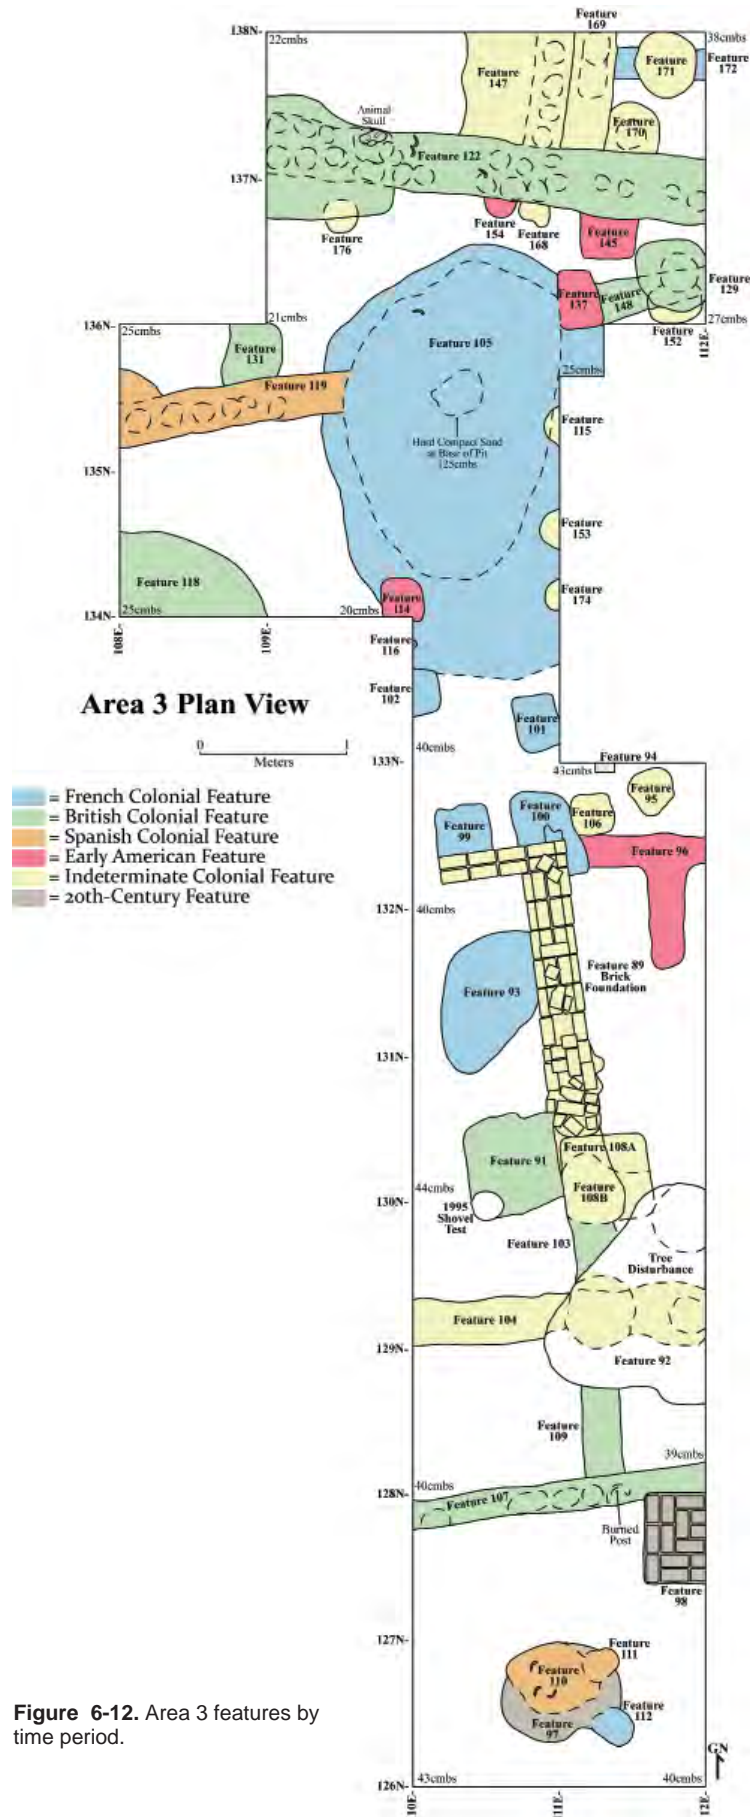 Feature
169
138N-
22cmbs
38cmbs
Feature
147
Feature
171
Feature
172
Animal
Skull
Feature
170
Feature 122
137N-
Feature
176
Feature
154
Feature
168
Feature
145
Feature
129
Feature
137
Feature
148
136N-
25cmbs
21cmbs
27cmbs
Feature
152
112E-
Feature
131
Feature 105
25cmbs
Feature 119
Feature
115
Hard Compact Sand
at Base of Pit
125cmbs
135N-
Feature
153
Feature 118
Feature
174
Feature
114
134N-
25cmbs
20cmbs
108E-
109E-
Feature
116
Feature
102
Area 3 Plan View
Feature
101
0 1
Meters
40cmbs
133N-
43cmbs
Feature 94
= French Colonial Feature
= British Colonial Feature
= Spanish Colonial Feature
= Early American Feature
= Indeterminate Colonial Feature
= 20th-Century Feature
Feature
95
Feature
99
Feature
100
Feature
106
Feature 96
132N-
40cmbs
Feature 89
Brick
Foundation
Feature 93
131N-
Feature 108A
Feature 91
Feature
108B
44cmbs
130N-
1995
Shovel
Test
Feature 103
Tree
Disturbance
Feature 104
129N-
Feature 92
Feature
109
39cmbs
40cmbs
128N-
Feature 107
Burned
Post
Feature
98
127N-
Feature
111
Feature
110
Feature
112
Feature
97
Figure 6-12. Area 3 features by
time period.
GN
126N-
43cmbs
40cmbs